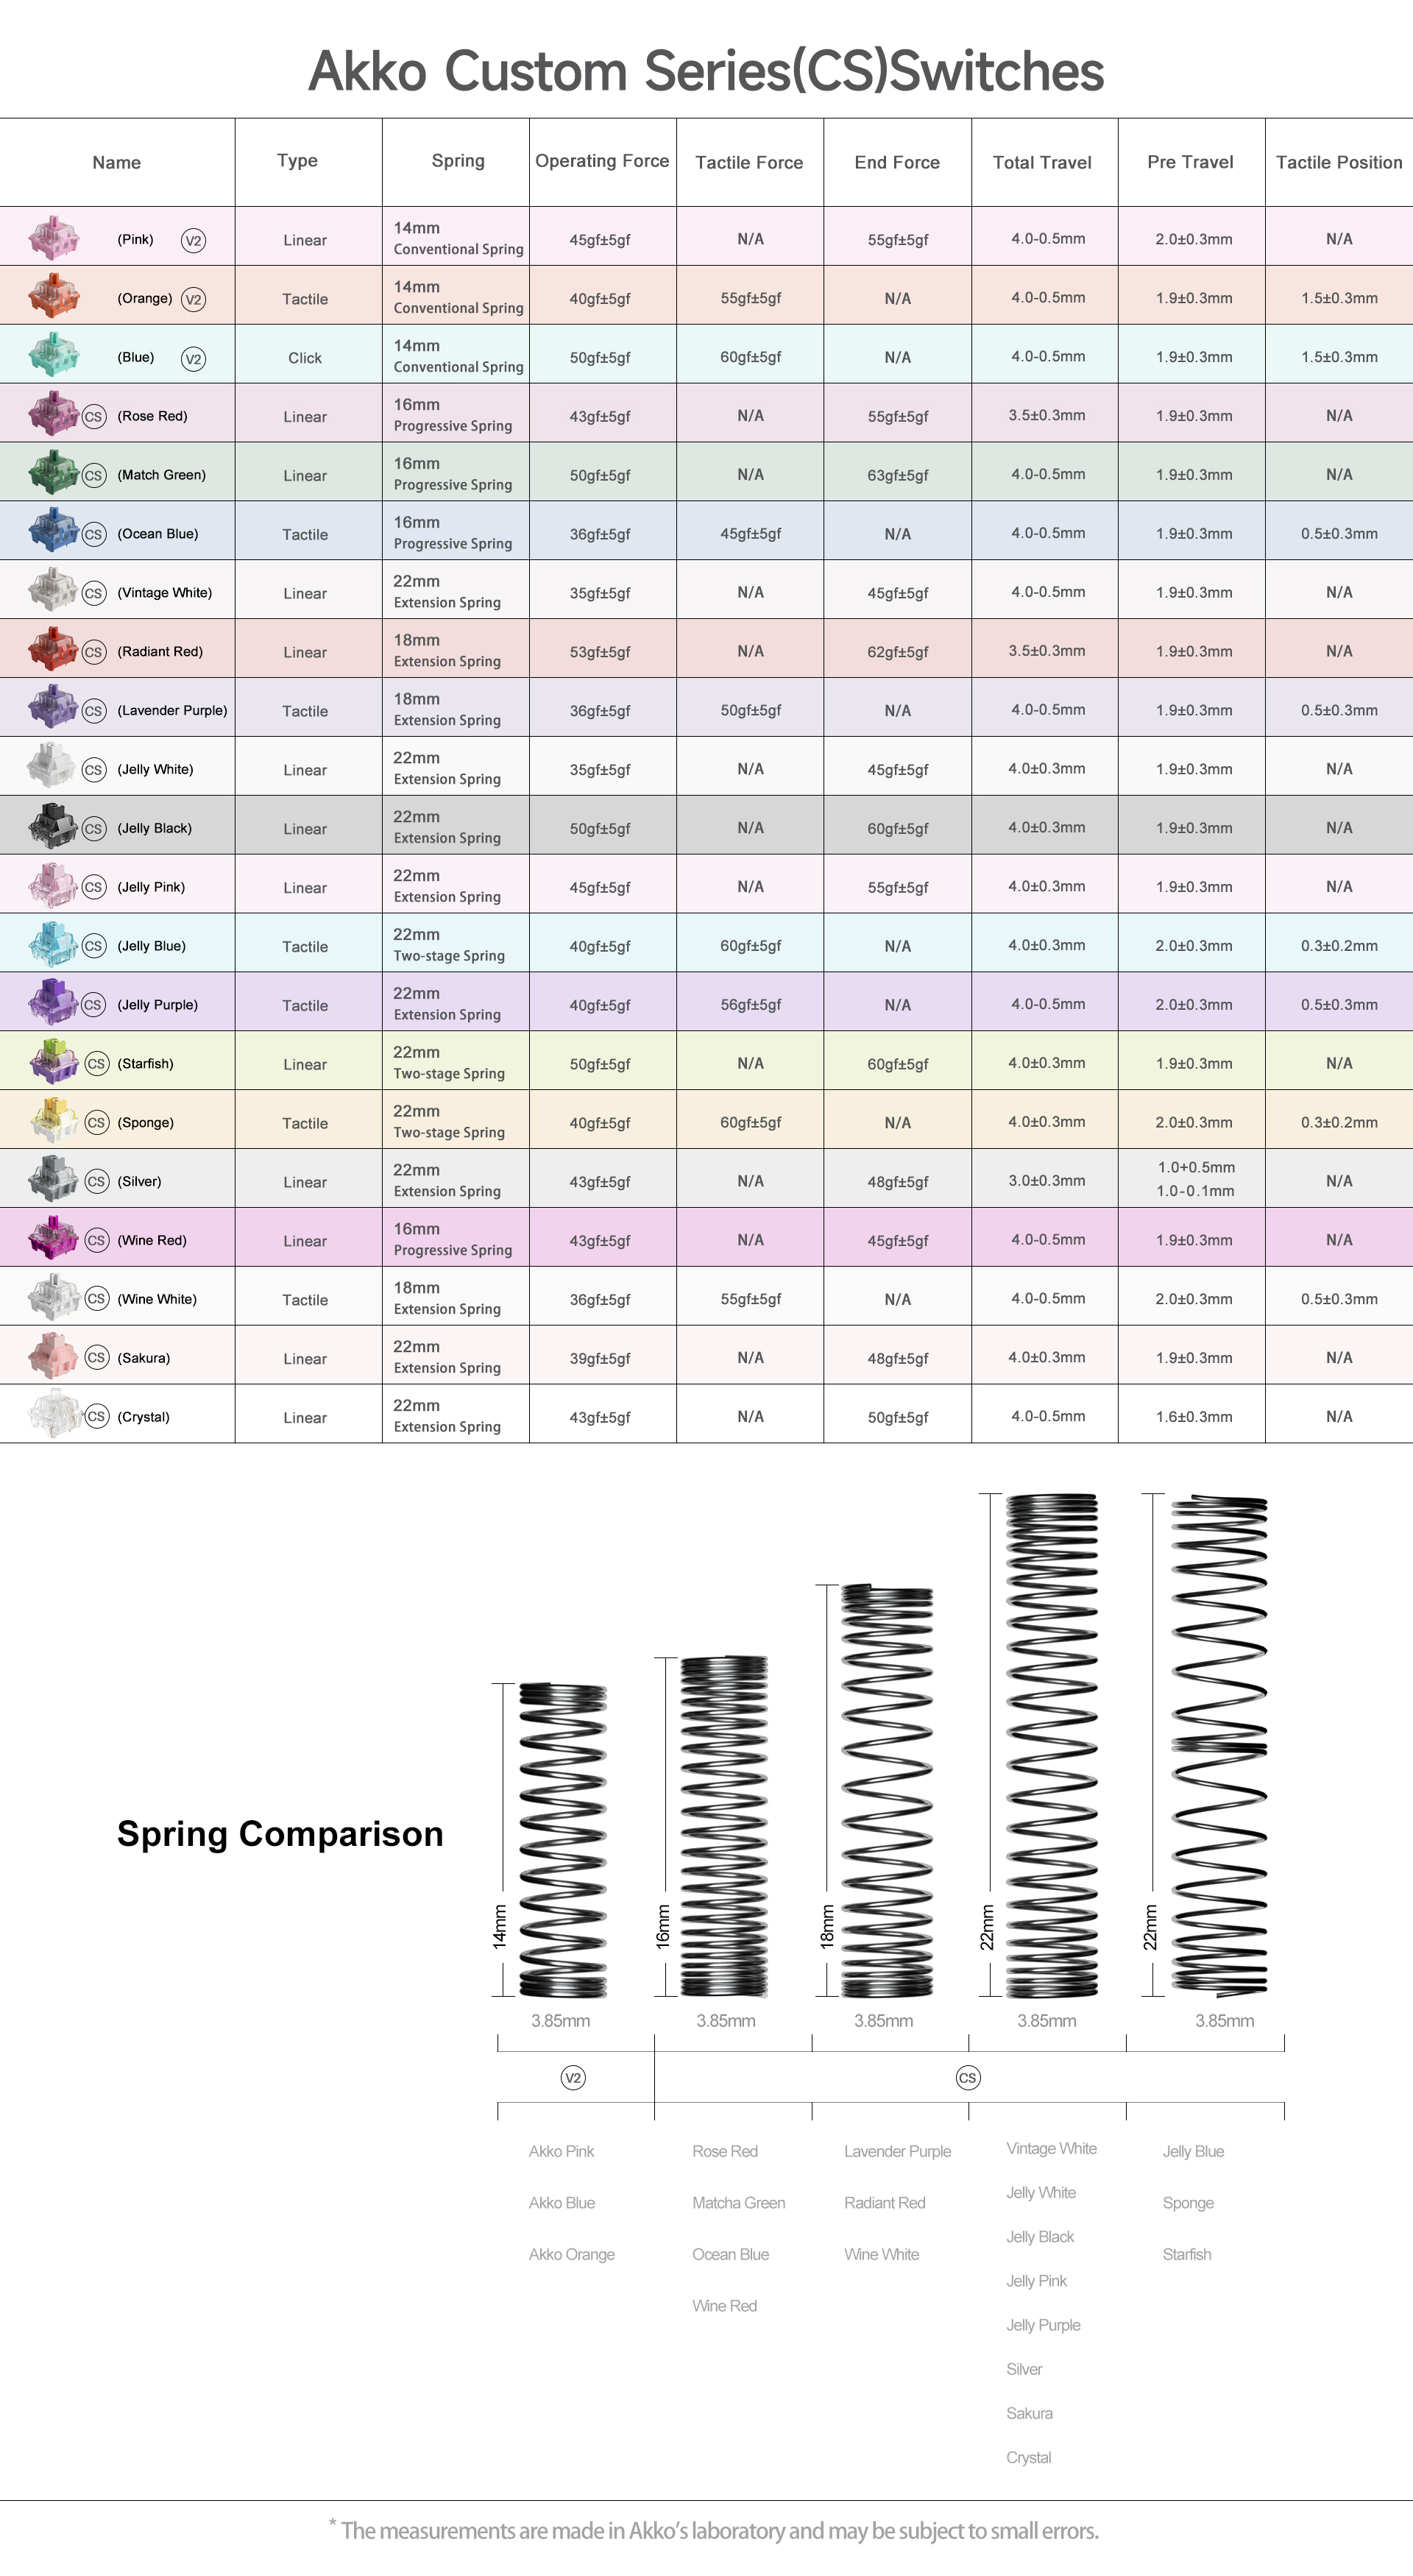 Akko Custom Series(CS)Switches
Name Type Spring Operating Force Tactile Force End Force Total Travel Pre Travel Tactile Position
(Pink) V2 Linear 14mm Conventional Spring 45gf±5gf N/A 55gf±5gf 4.0-0.5mm 2.0±0.3mm N/A
(Orange) V2 Tactile 14mm Conventional Spring 40gf±5gf 55gf±5gf N/A 4.0-0.5mm 1.9±0.3mm 1.5±0.3mm
(Blue) V2 Click 14mm Conventional Spring 50gf±5gf 60gf±5gf N/A 4.0-0.5mm 1.9±0.3mm 1.5±0.3mm
CS (Rose Red) Linear 16mm Progressive Spring 43gf±5gf N/A 55gf±5gf 3.5±0.3mm 1.9±0.3mm N/A
CS (Match Green) Linear 16mm Progressive Spring 50gf±5gf N/A 63gf±5gf 4.0-0.5mm 1.9±0.3mm N/A
CS (Ocean Blue) Tactile 16mm Progressive Spring 36gf±5gf 45gf±5gf N/A 4.0-0.5mm 1.9±0.3mm 0.5±0.3mm
CS (Vintage White) Linear 22mm Extension Spring 35gf±5gf N/A 45gf±5gf 4.0-0.5mm 1.9±0.3mm N/A
CS (Radiant Red) Linear 18mm Extension Spring 53gf±5gf N/A 62gf±5gf 3.5±0.3mm 1.9±0.3mm N/A
CS (Lavender Purple) Tactile 18mm Extension Spring 36gf±5gf 50gf±5gf N/A 4.0-0.5mm 1.9±0.3mm 0.5±0.3mm
CS (Jelly White) Linear 22mm Extension Spring 35gf±5gf N/A 45gf±5gf 4.0±0.3mm 1.9±0.3mm N/A
CS (Jelly Black) Linear 22mm Extension Spring 50gf±5gf N/A 60gf±5gf 4.0±0.3mm 1.9±0.3mm N/A
CS (Jelly Pink) Linear 22mm Extension Spring 45gf±5gf N/A 55gf±5gf 4.0±0.3mm 1.9±0.3mm N/A
CS (Jelly Blue) Tactile 22mm Two-stage Spring 40gf±5gf 60gf±5gf N/A 4.0±0.3mm 2.0±0.3mm 0.3±0.2mm
CS (Jelly Purple) Tactile 22mm Extension Spring 40gf±5gf 56gf±5gf N/A 4.0-0.5mm 2.0±0.3mm 0.5±0.3mm
CS (Starfish) Linear 22mm Two-stage Spring 50gf±5gf N/A 60gf±5gf 4.0±0.3mm 1.9±0.3mm N/A
CS (Sponge) Tactile 22mm Two-stage Spring 40gf±5gf 60gf±5gf N/A 4.0±0.3mm 2.0±0.3mm 0.3±0.2mm
CS (Silver) Linear 22mm Extension Spring 43gf±5gf N/A 48gf±5gf 3.0±0.3mm 1.0+0.5mm 1.0-0.1mm N/A
CS (Wine Red) Linear 16mm Progressive Spring 43gf±5gf N/A 45gf±5gf 4.0-0.5mm 1.9±0.3mm N/A
CS (Wine White) Tactile 18mm Extension Spring 36gf±5gf 55gf±5gf N/A 4.0-0.5mm 2.0±0.3mm 0.5±0.3mm
CS (Sakura) Linear 22mm Extension Spring 39gf±5gf N/A 48gf±5gf 4.0±0.3mm 1.9±0.3mm N/A
CS (Crystal) Linear 22mm Extension Spring 43gf±5gf N/A 50gf±5gf 4.0-0.5mm 1.6±0.3mm N/A
Spring Comparison
14mm 16mm 18mm 22mm 22mm
3.85mm 3.85mm 3.85mm 3.85mm 3.85mm
V2 CS
Akko Pink
Akko Blue
Akko Orange
Rose Red
Matcha Green
Ocean Blue
Wine Red
Lavender Purple
Radiant Red
Wine White
Vintage White
Jelly White
Jelly Black
Jelly Pink
Jelly Purple
Silver
Sakura
Crystal
Jelly Blue
Sponge
Starfish
* The measurements are made in Akko's laboratory and may be subject to small errors.